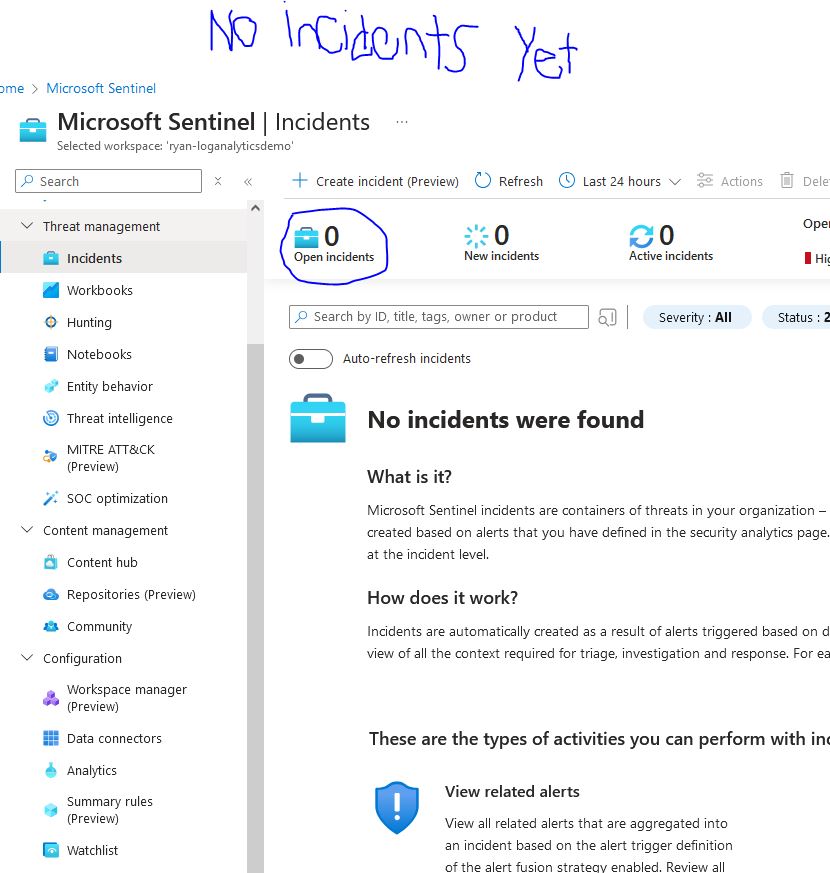 No incidents Yet
ome > Microsoft Sentinel
Microsoft Sentinel | Incidents ...
Selected workspace: 'ryan-loganalyticsdemo'
Search
Create incident (Preview) Refresh Last 24 hours Actions Dele
Threat management
Incidents
Workbooks
Hunting
Notebooks
Entity behavior
Threat intelligence
MITRE ATT&CK
(Preview)
SOC optimization
Content management
Content hub
Repositories (Preview)
Community
Configuration
Workspace manager
(Preview)
Data connectors
Analytics
Summary rules
(Preview)
Watchlist
0
Open incidents
0
New incidents
0
Active incidents
Oper
Hig
Search by ID, title, tags, owner or product
Severity : All
Status : 2
Auto-refresh incidents
No incidents were found
What is it?
Microsoft Sentinel incidents are containers of threats in your organization –
created based on alerts that you have defined in the security analytics page.
at the incident level.
How does it work?
Incidents are automatically created as a result of alerts triggered based on d
view of all the context required for triage, investigation and response. For ea
These are the types of activities you can perform with inc
View related alerts
View all related alerts that are aggregated into
an incident based on the alert trigger definition
of the alert fusion strategy enabled. Review all